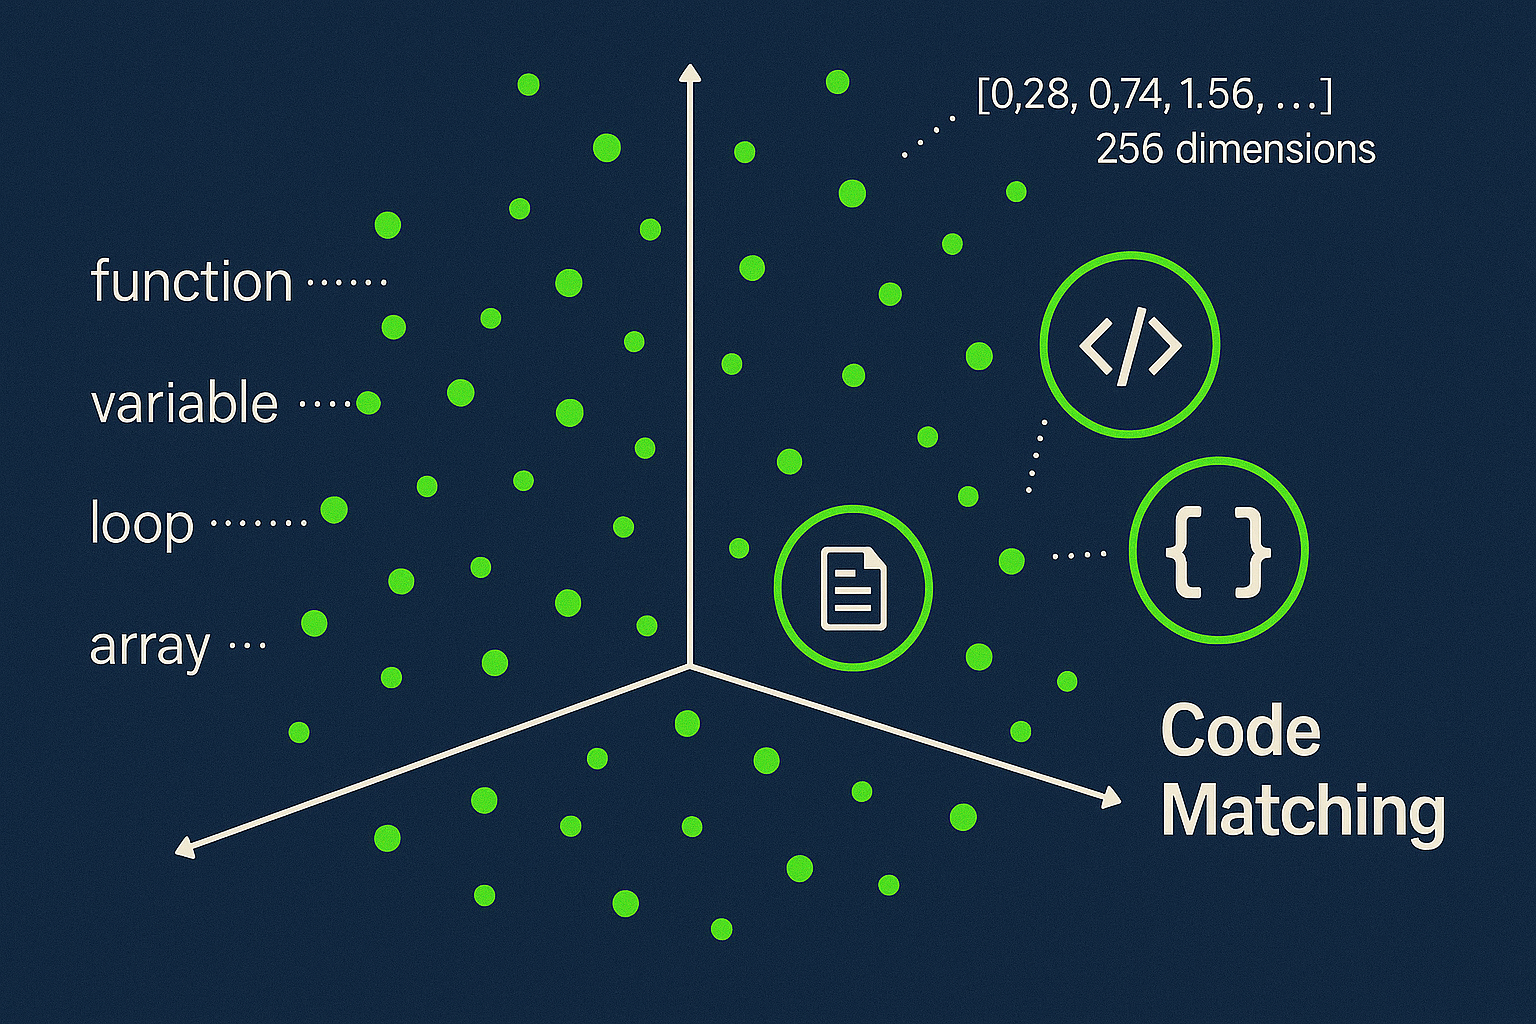 [0,28, 0,74, 1.56, ...]
256 dimensions
function
variable
loop
array
</>
{ }
Code
Matching